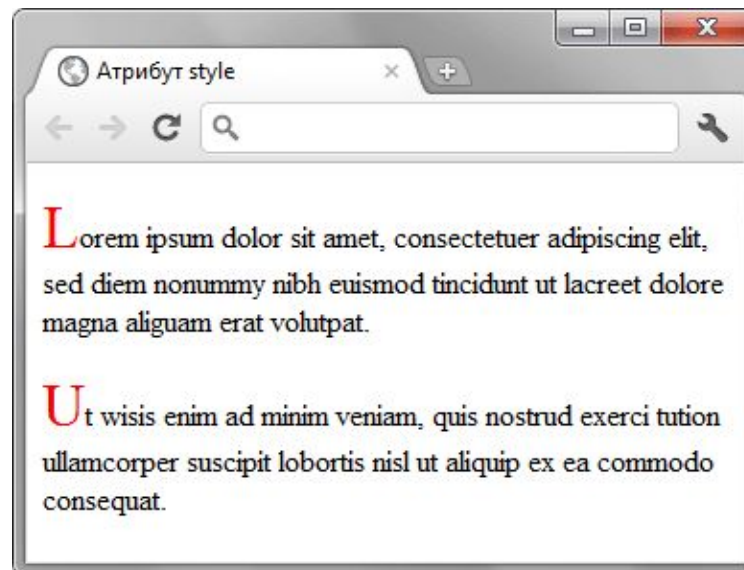 Атрибут style
Lorem ipsum dolor sit amet, consectetuer adipiscing elit,
sed diem nonummy nibh euismod tincidunt ut lacreet dolore
magna aliguam erat volutpat.
Ut wisis enim ad minim veniam, quis nostrud exerci tution
ullamcorper suscipit lobortis nisl ut aliquip ex ea commodo
consequat.